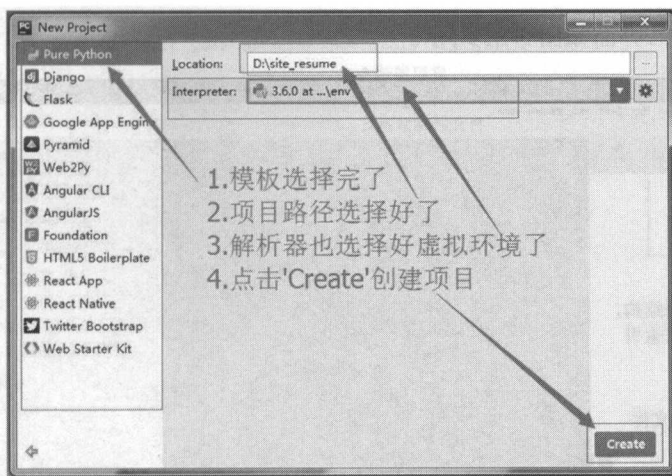 New Project
Pure Python
Django
Flask
Google App Engine
Pyramid
Web2Py
Angular CLI
AngularJS
Foundation
HTML5 Boilerplate
React App
React Native
Twitter Bootstrap
Web Starter Kit
Location: D:\site_resume
Interpreter: 3.6.0 at ...\env
1.模板选择完了
2.项目路径选择好了
3.解析器也选择好虚拟环境了
4.点击'Create'创建项目
Create